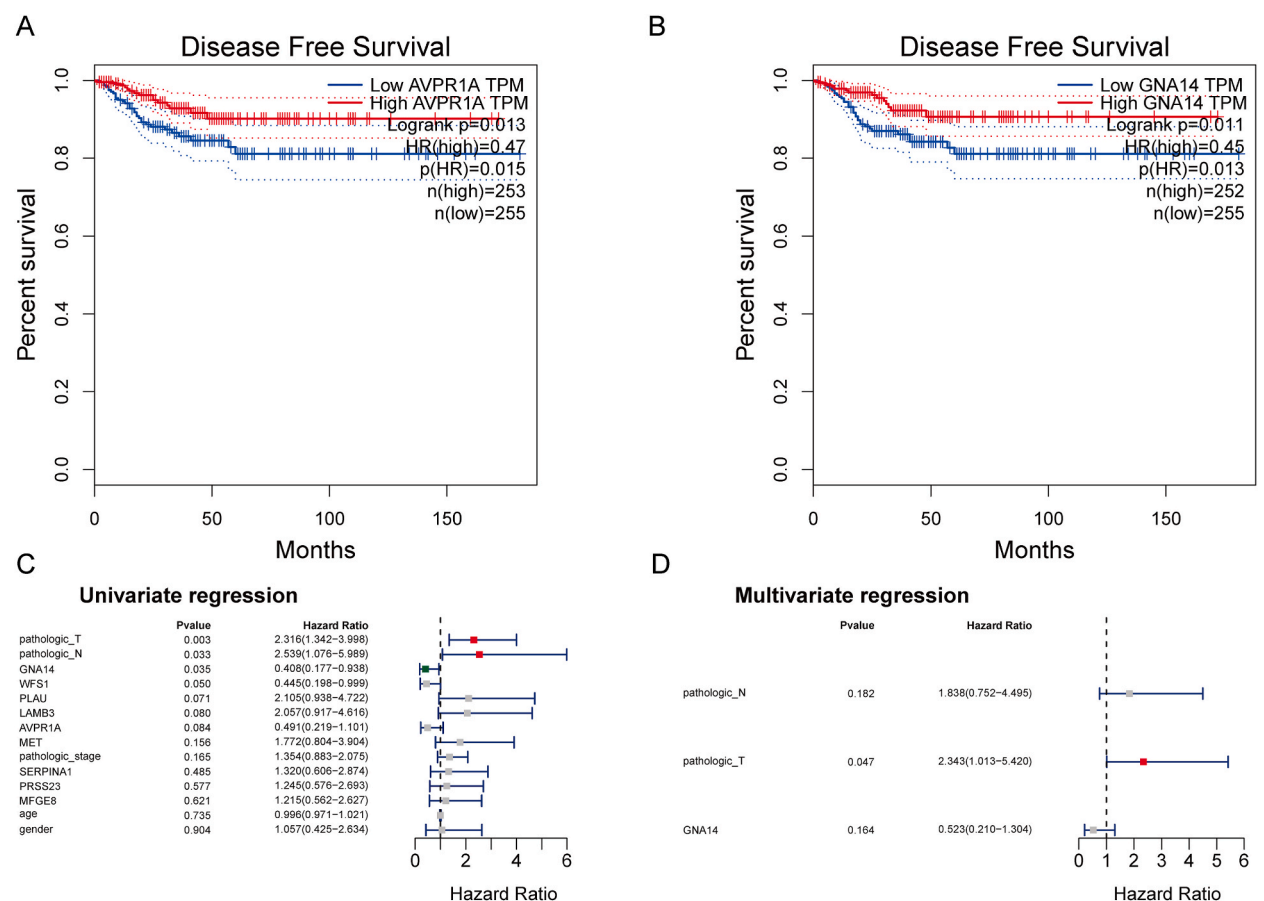 A
Disease Free Survival
1.0
0.8
0.6
0.4
0.2
0.0
Percent survival
Low AVPR1A TPM
High AVPR1A TPM
Logrank p=0.013
HR(high)=0.47
p(HR)=0.015
n(high)=253
n(low)=255
0 50 100 150
Months
B
Disease Free Survival
1.0
0.8
0.6
0.4
0.2
0.0
Percent survival
Low GNA14 TPM
High GNA14 TPM
Logrank p=0.011
HR(high)=0.45
p(HR)=0.013
n(high)=252
n(low)=255
0 50 100 150
Months
C
Univariate regression
Pvalue Hazard Ratio
pathologic_T 0.003 2.316(1.342−3.998)
pathologic_N 0.033 2.539(1.076−5.989)
GNA14 0.035 0.408(0.177−0.938)
WFS1 0.050 0.445(0.198−0.999)
PLAU 0.071 2.105(0.938−4.722)
LAMB3 0.080 2.057(0.917−4.616)
AVPR1A 0.084 0.491(0.219−1.101)
MET 0.156 1.772(0.804−3.904)
pathologic_stage 0.165 1.354(0.883−2.075)
SERPINA1 0.485 1.320(0.606−2.874)
PRSS23 0.577 1.245(0.576−2.693)
MFGE8 0.621 1.215(0.562−2.627)
age 0.735 0.996(0.971−1.021)
gender 0.904 1.057(0.425−2.634)
0 2 4 6
Hazard Ratio
D
Multivariate regression
Pvalue Hazard Ratio
pathologic_N 0.182 1.838(0.752−4.495)
pathologic_T 0.047 2.343(1.013−5.420)
GNA14 0.164 0.523(0.210−1.304)
0 1 2 3 4 5 6
Hazard Ratio